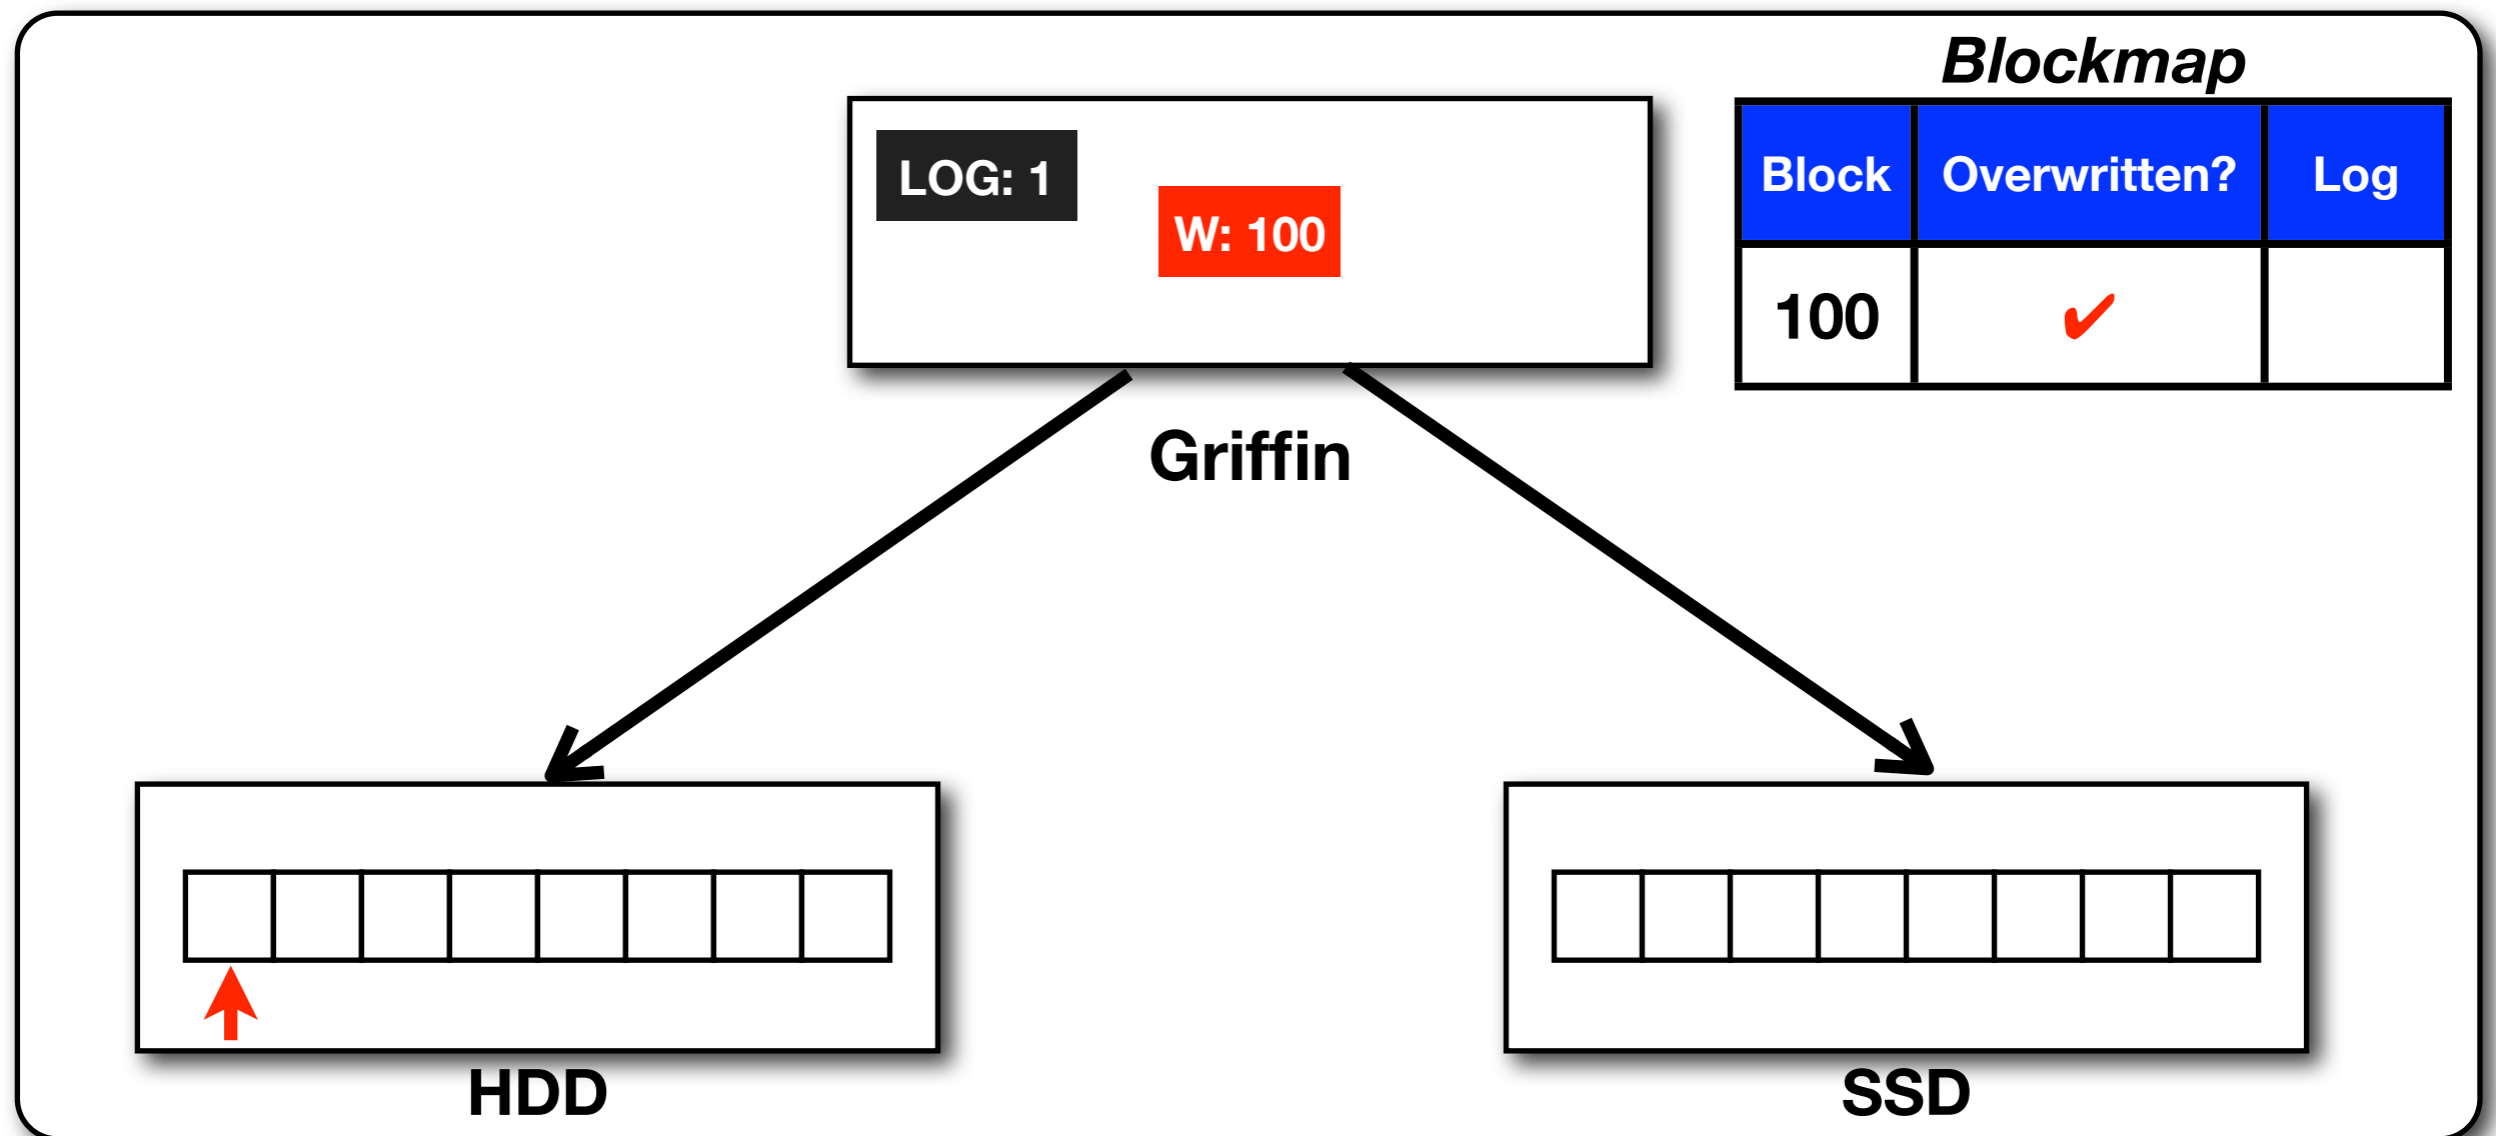 Blockmap
LOG: 1
W: 100
Block Overwritten? Log
100 ✔
Griffin
HDD
SSD